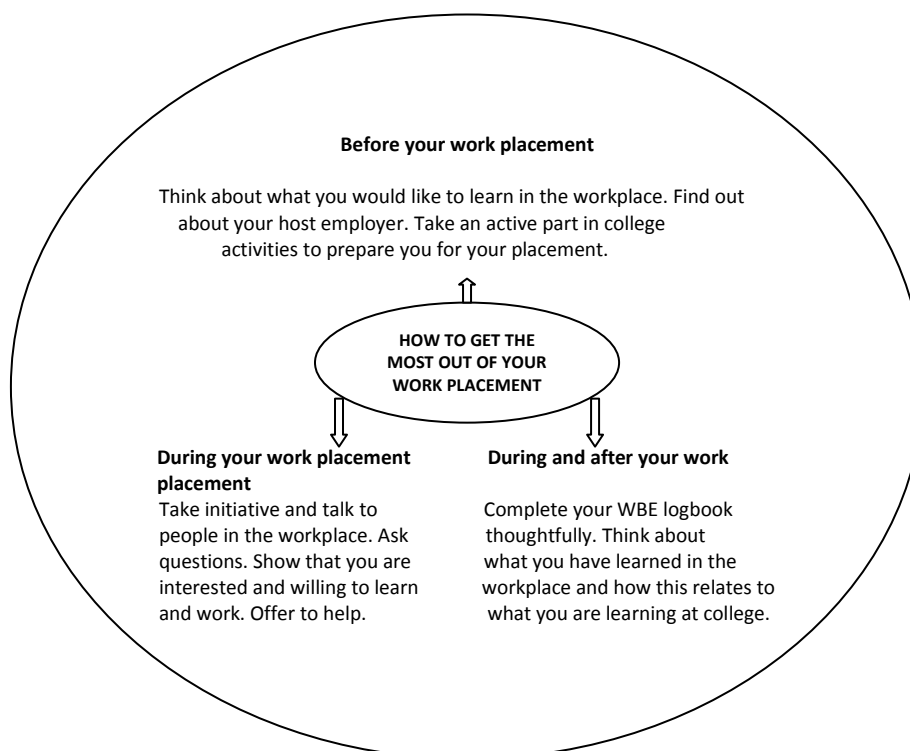 Before your work placement
Think about what you would like to learn in the workplace. Find out
about your host employer. Take an active part in college
activities to prepare you for your placement.
HOW TO GET THE
MOST OUT OF YOUR
WORK PLACEMENT
During your work placement
placement
Take initiative and talk to
people in the workplace. Ask
questions. Show that you are
interested and willing to learn
and work. Offer to help.
During and after your work
Complete your WBE logbook
thoughtfully. Think about
what you have learned in the
workplace and how this relates to
what you are learning at college.